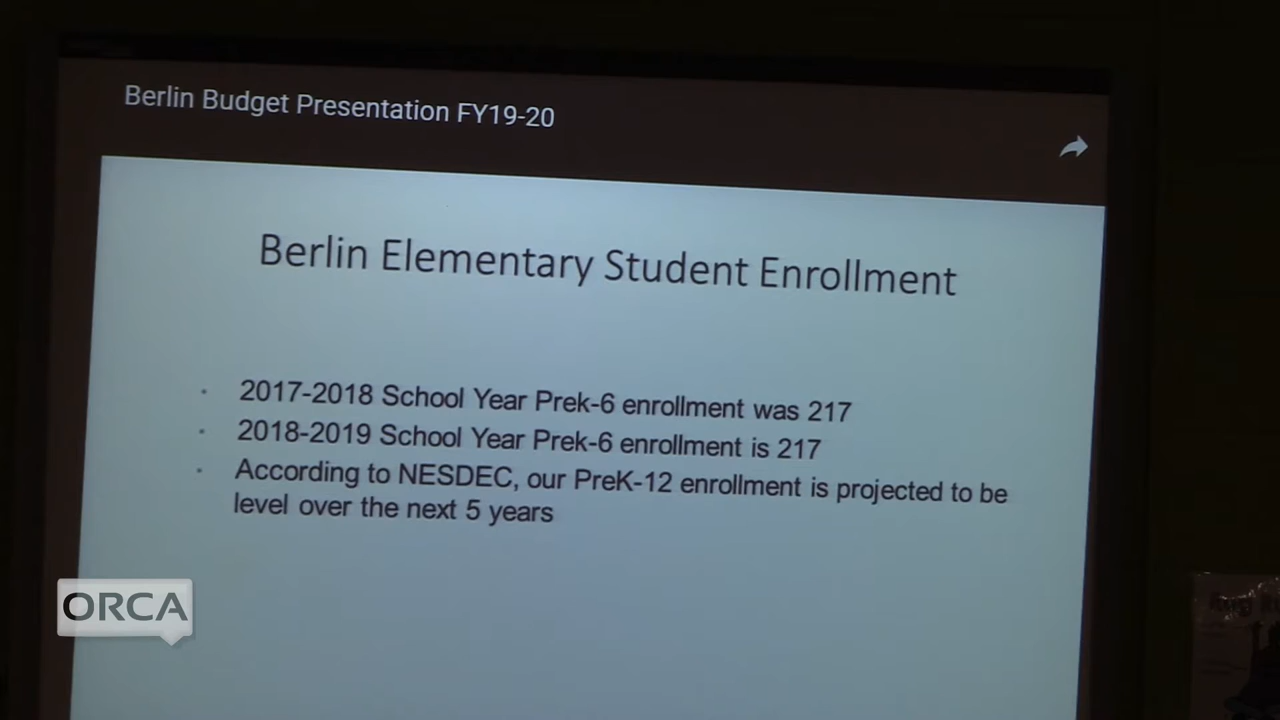 Berlin Budget Presentation FY19-20
Berlin Elementary Student Enrollment
· 2017-2018 School Year Prek-6 enrollment was 217
· 2018-2019 School Year Prek-6 enrollment is 217
· According to NESDEC, our PreK-12 enrollment is projected to be
level over the next 5 years
ORCA